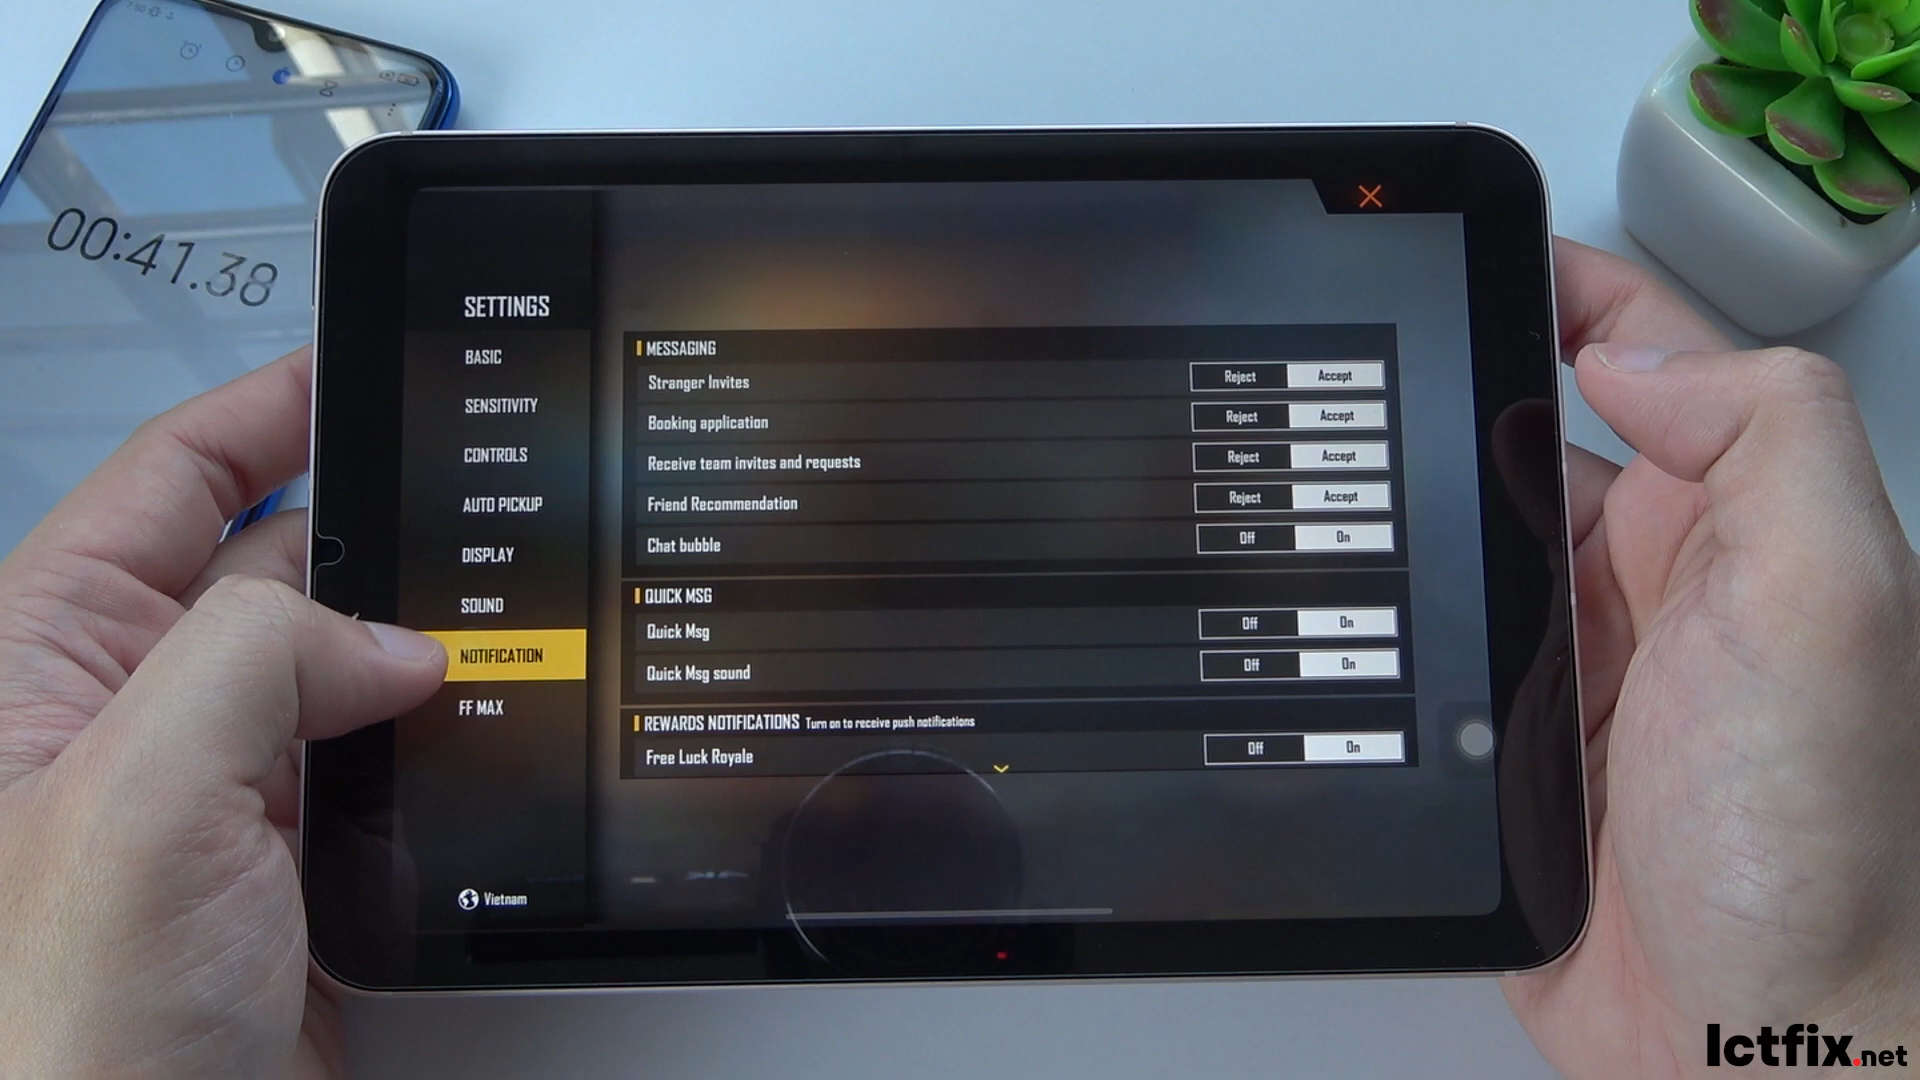 00:41.38
SETTINGS
BASIC
SENSITIVITY
CONTROLS
AUTO PICKUP
DISPLAY
SOUND
NOTIFICATION
FF MAX
Vietnam
MESSAGING
Stranger Invites Reject Accept
Booking application Reject Accept
Receive team invites and requests Reject Accept
Friend Recommendation Reject Accept
Chat bubble Off On
QUICK MSG
Quick Msg Off On
Quick Msg sound Off On
REWARDS NOTIFICATIONS Turn on to receive push notifications
Free Luck Royale Off On
Ictfix.net